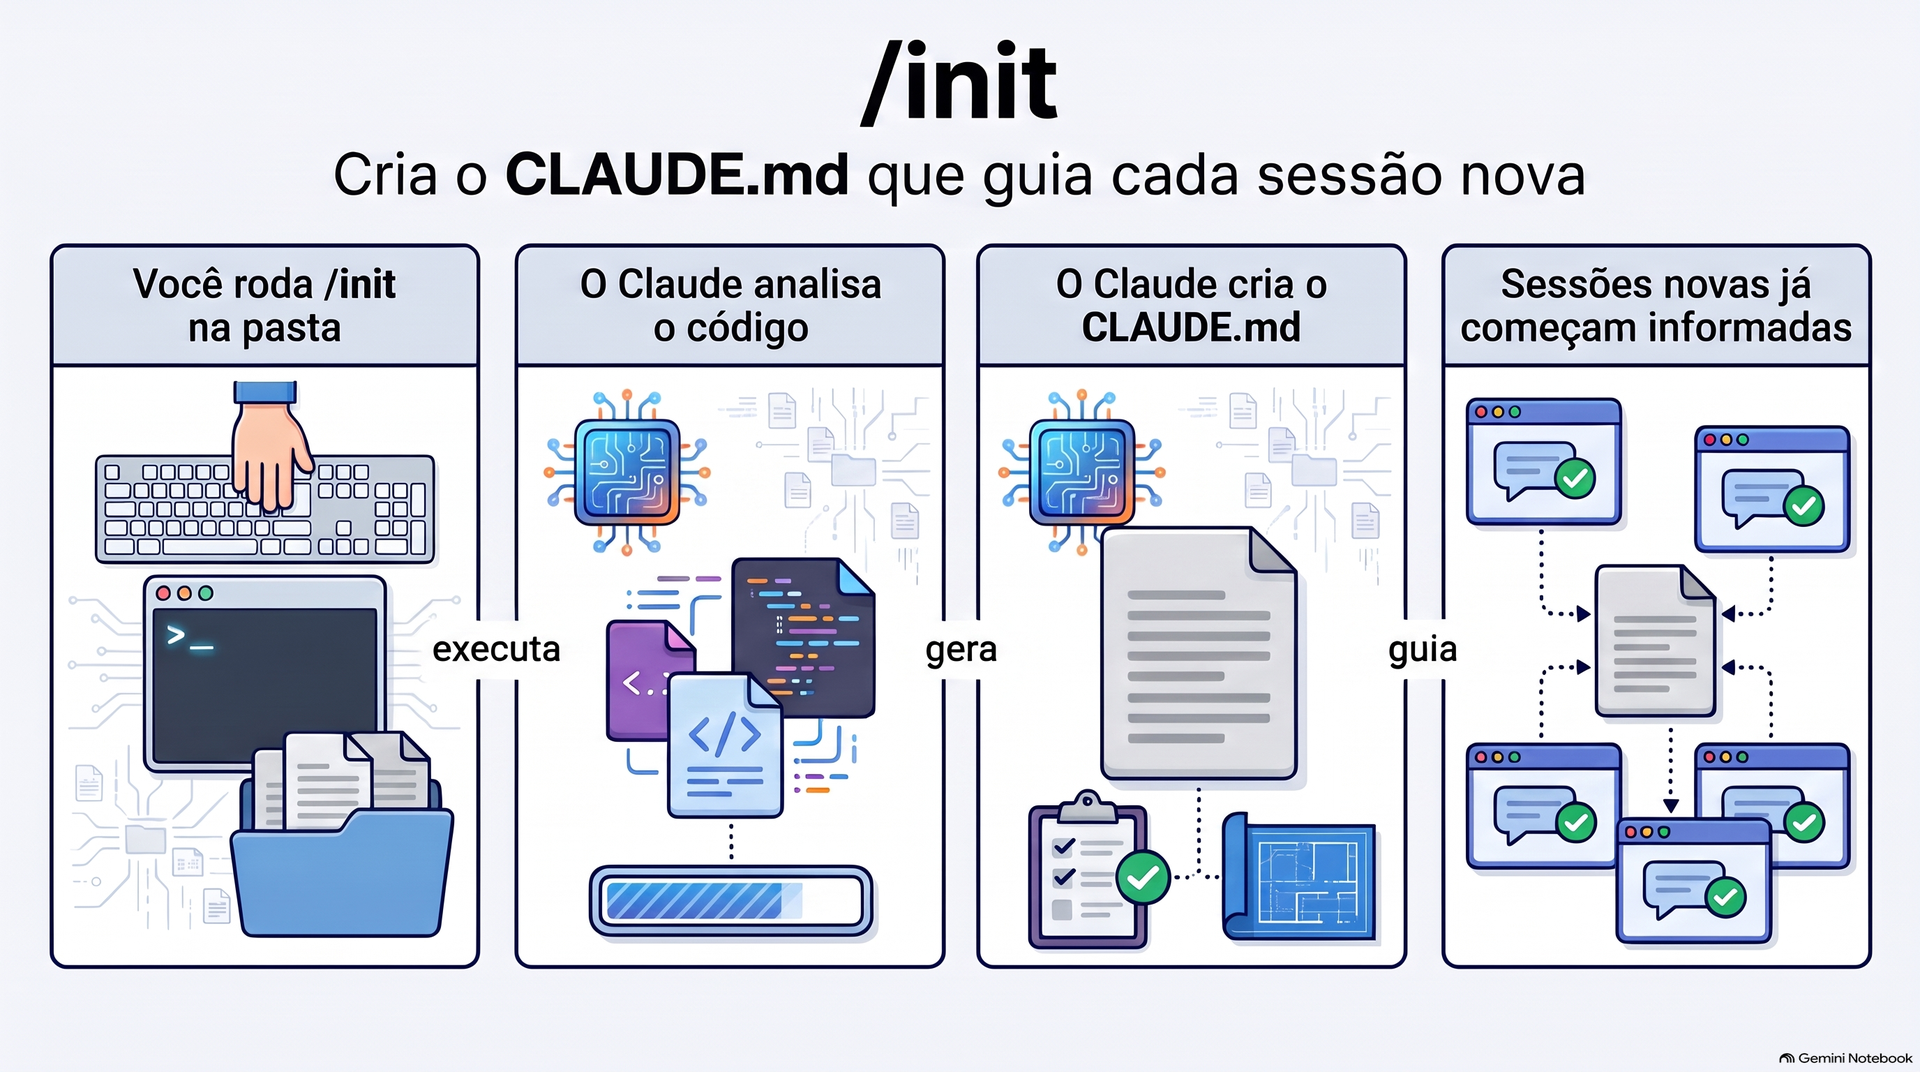 /init
Cria o CLAUDE.md que guia cada sessão nova
Você roda /init
na pasta
O Claude analisa
o código
O Claude cria o
CLAUDE.md
Sessões novas já
começam informadas
>_
executa
<..
</>
gera
guia
Gemini Notebook